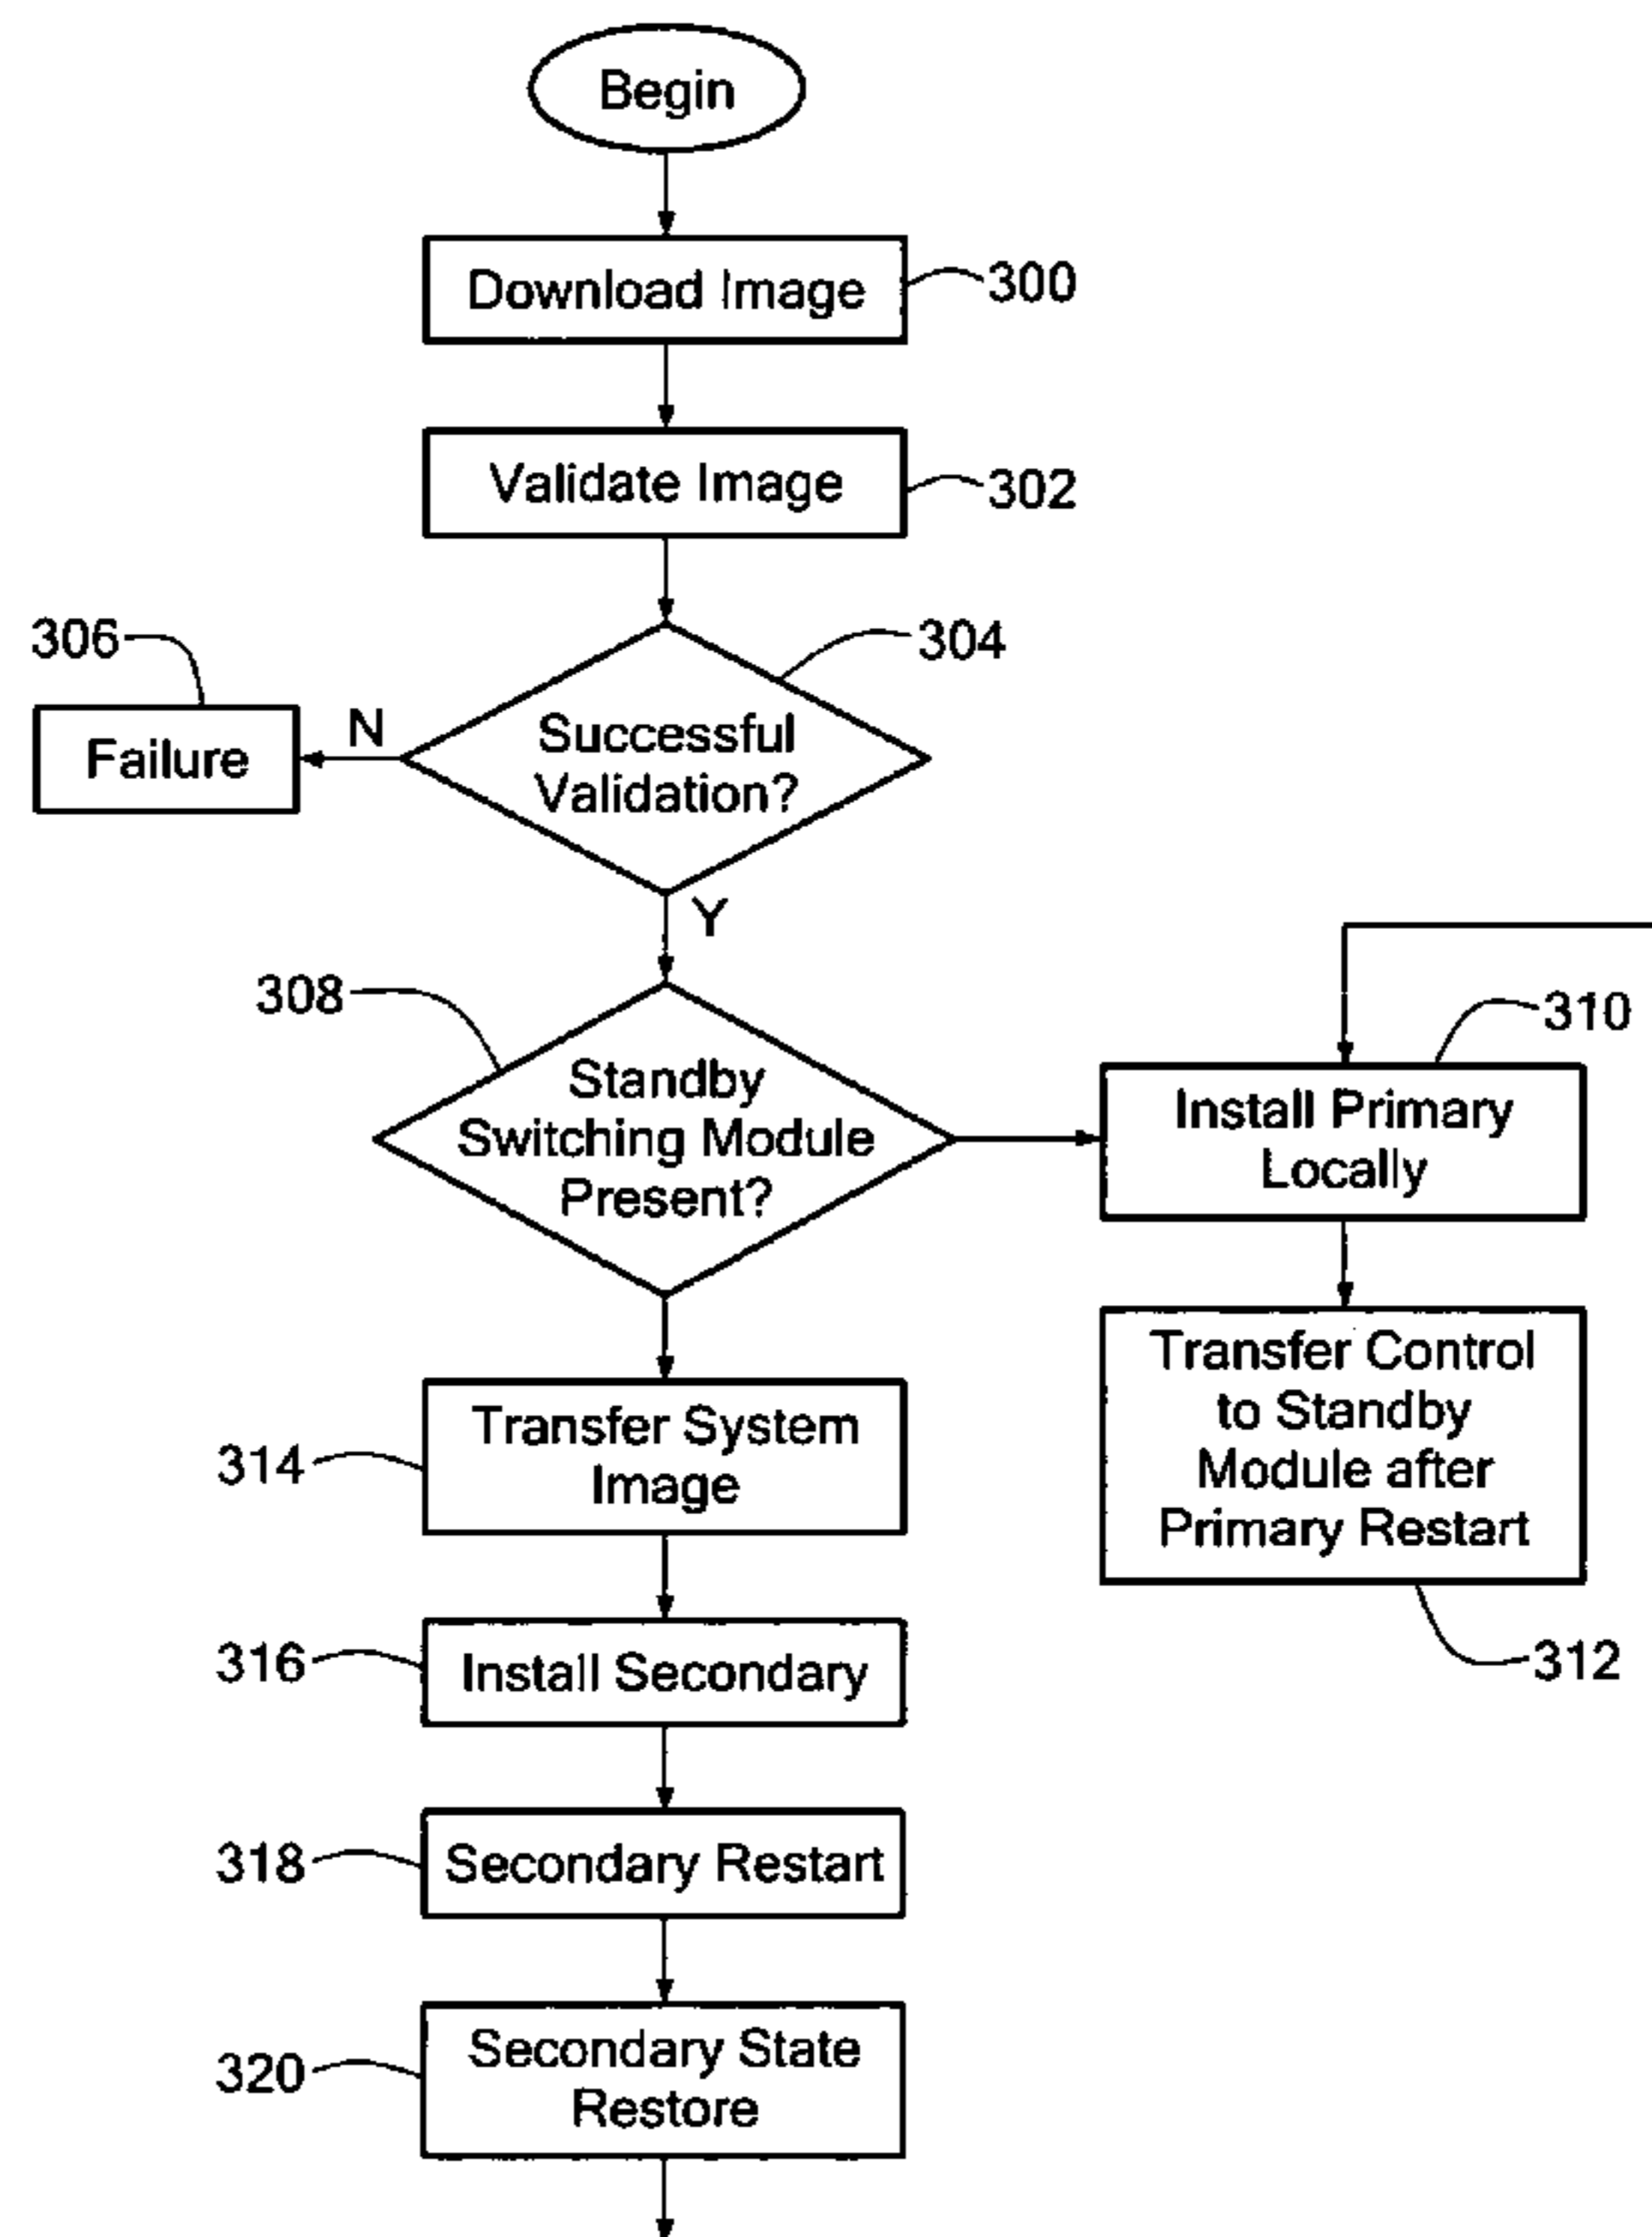 Begin
Download Image
300
Validate Image
302
306
304
Failure
N
Successful
Validation?
Y
308
310
Standby
Switching Module
Present?
Install Primary
Locally
Transfer Control
to Standby
Module after
Primary Restart
312
314
Transfer System
Image
316
Install Secondary
318
Secondary Restart
320
Secondary State
Restore